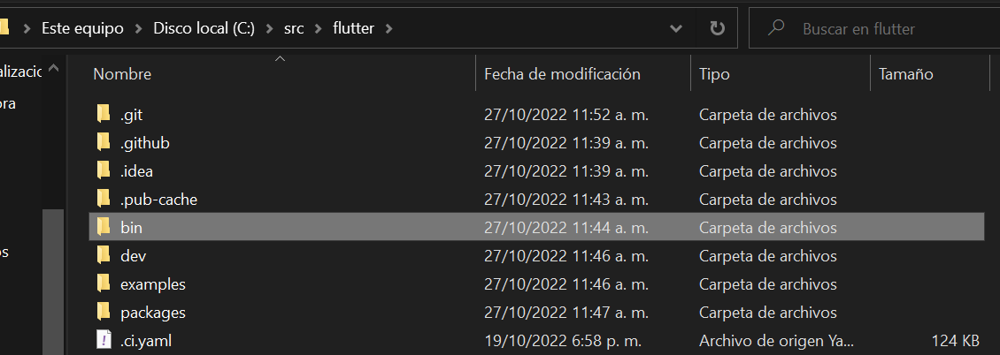 Este equipo > Disco local (C:) > src > flutter >
Buscar en flutter
Nombre Fecha de modificación Tipo Tamaño
.git 27/10/2022 11:52 a. m. Carpeta de archivos
.github 27/10/2022 11:39 a. m. Carpeta de archivos
.idea 27/10/2022 11:39 a. m. Carpeta de archivos
.pub-cache 27/10/2022 11:43 a. m. Carpeta de archivos
bin 27/10/2022 11:44 a. m. Carpeta de archivos
dev 27/10/2022 11:46 a. m. Carpeta de archivos
examples 27/10/2022 11:46 a. m. Carpeta de archivos
packages 27/10/2022 11:47 a. m. Carpeta de archivos
.ci.yaml 19/10/2022 6:58 p. m. Archivo de origen Ya... 124 KB